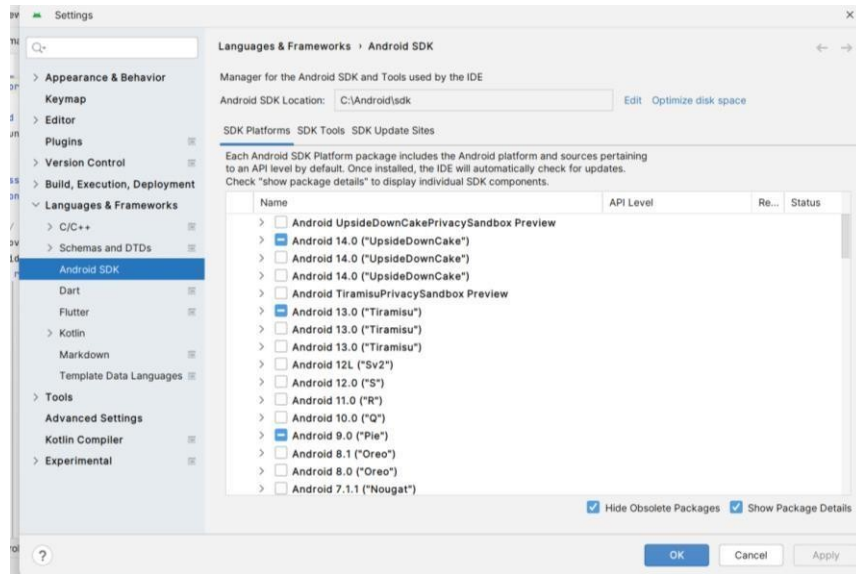 Settings
Languages & Frameworks › Android SDK
Manager for the Android SDK and Tools used by the IDE
Android SDK Location: C:\Android\sdk Edit Optimize disk space
SDK Platforms SDK Tools SDK Update Sites
Each Android SDK Platform package includes the Android platform and sources pertaining
to an API level by default. Once installed, the IDE will automatically check for updates.
Check "show package details" to display individual SDK components.
Appearance & Behavior
Keymap
Editor
Plugins
Version Control
Build, Execution, Deployment
Languages & Frameworks
C/C++
Schemas and DTDs
Android SDK
Dart
Flutter
Kotlin
Markdown
Template Data Languages
Tools
Advanced Settings
Kotlin Compiler
Experimental
Name API Level Re... Status
Android UpsideDownCakePrivacySandbox Preview
Android 14.0 ("UpsideDownCake")
Android 14.0 ("UpsideDownCake")
Android 14.0 ("UpsideDownCake")
Android TiramisuPrivacySandbox Preview
Android 13.0 ("Tiramisu")
Android 13.0 ("Tiramisu")
Android 13.0 ("Tiramisu")
Android 12L ("Sv2")
Android 12.0 ("S")
Android 11.0 ("R")
Android 10.0 ("Q")
Android 9.0 ("Pie")
Android 8.1 ("Oreo")
Android 8.0 ("Oreo")
Android 7.1.1 ("Nougat")
Hide Obsolete Packages Show Package Details
? OK Cancel Apply